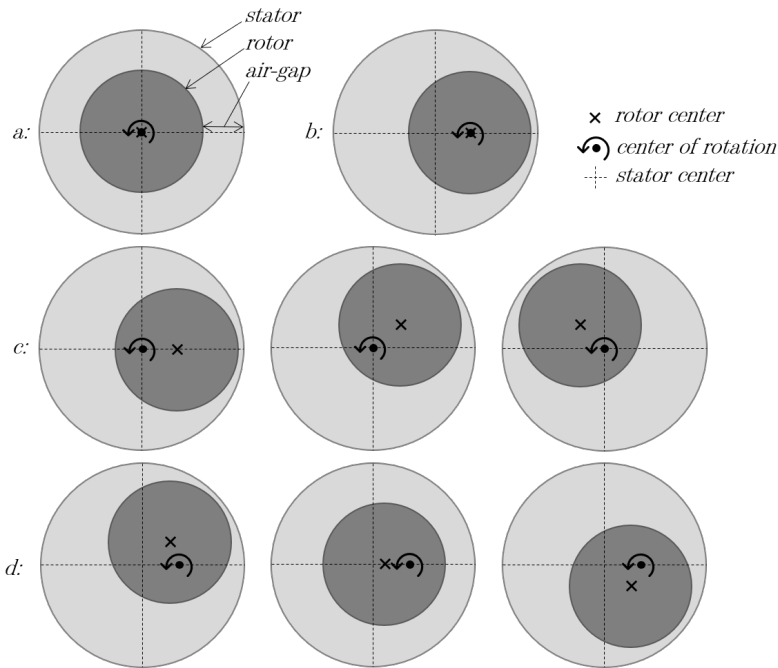 stator
rotor
air-gap
a:
b:
rotor center
center of rotation
stator center
c:
d: